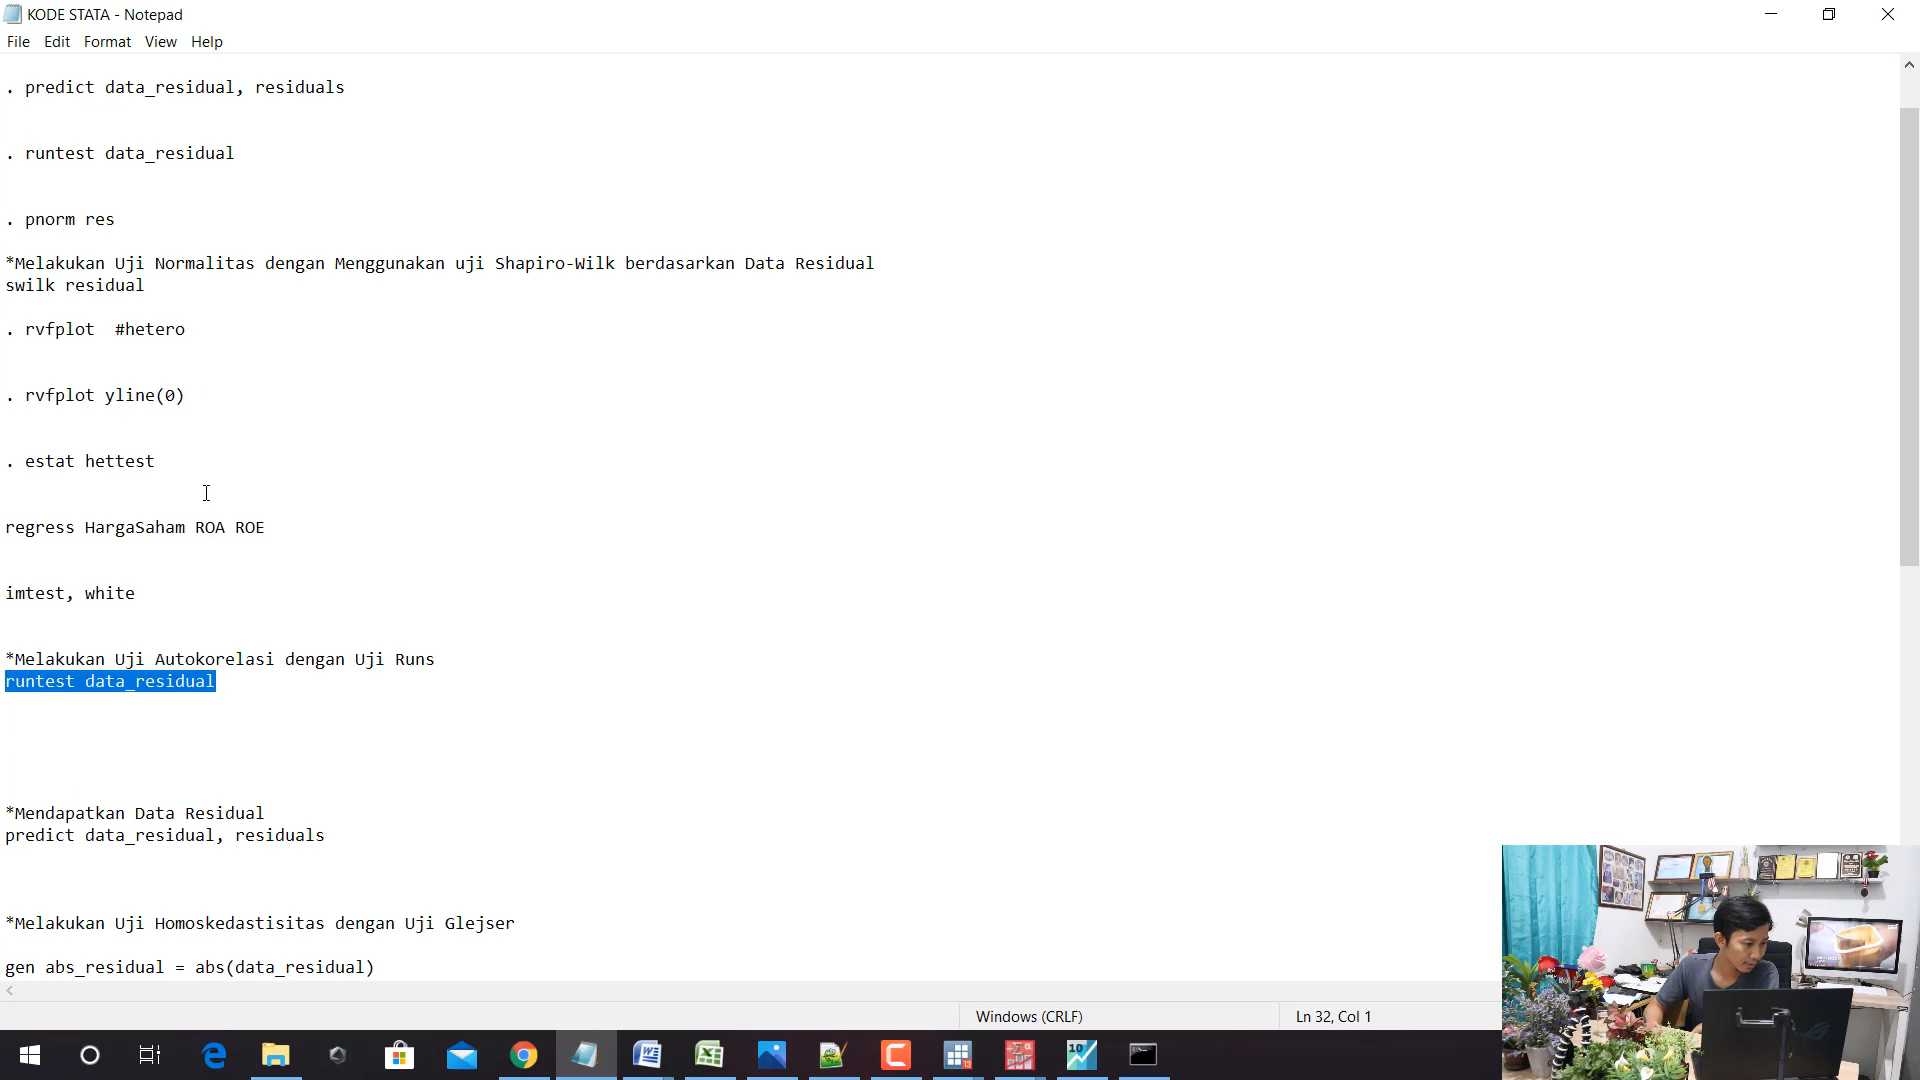 KODE STATA - Notepad
File Edit Format View Help
. predict data_residual, residuals
. runtest data_residual
. pnorm res
*Melakukan Uji Normalitas dengan Menggunakan uji Shapiro-Wilk berdasarkan Data Residual
swilk residual
. rvfplot  #hetero
. rvfplot yline(0)
. estat hettest
regress HargaSaham ROA ROE
imtest, white
*Melakukan Uji Autokorelasi dengan Uji Runs
runtest data_residual
*Mendapatkan Data Residual
predict data_residual, residuals
*Melakukan Uji Homoskedastisitas dengan Uji Glejser
gen abs_residual = abs(data_residual)
Windows (CRLF)
Ln 32, Col 1